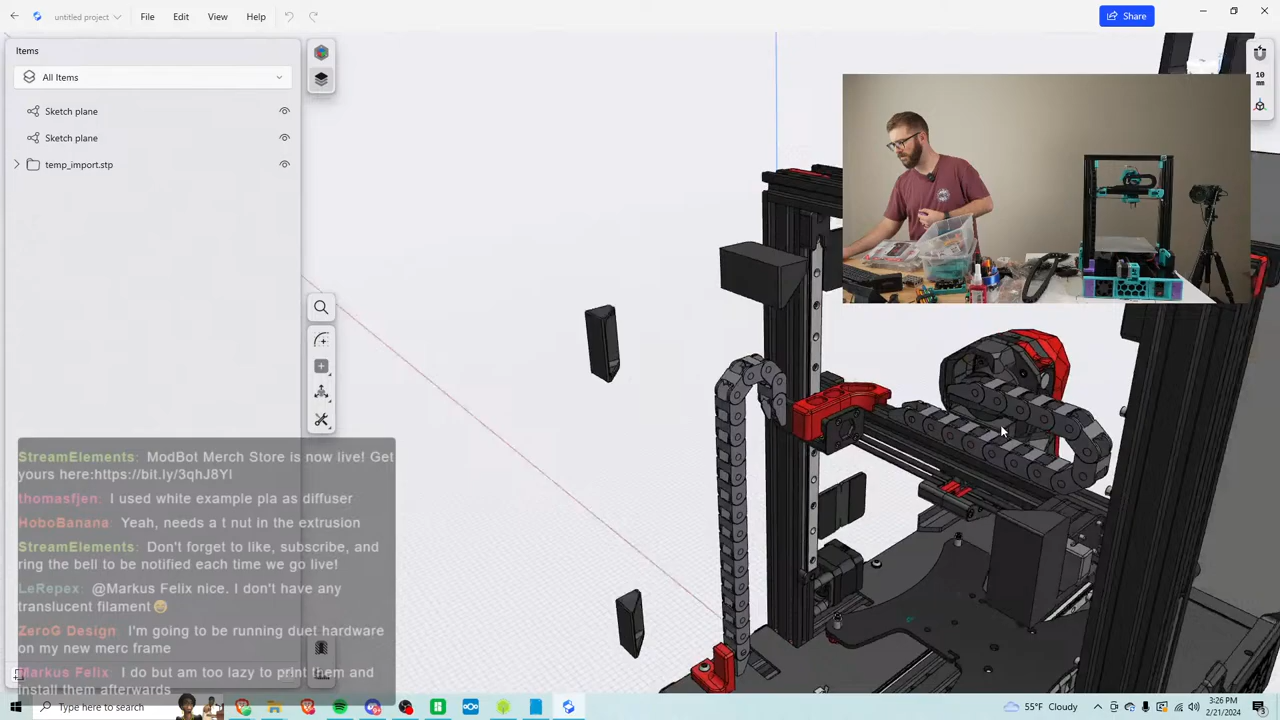 untitled project
File
Edit
View
Help
Share
Items
All Items
10
mm
Sketch plane
Sketch plane
temp_import.stp
StreamElements: ModBot Merch Store is now live! Get
yours here:https://bit.ly/3qhJ8Yl
thomasfjen: I used white example pla as diffuser
HoboBanana: Yeah, needs a t nut in the extrusion
StreamElements: Don't forget to like, subscribe, and
ring the bell to be notified each time we go live!
LeRepex: @Markus Felix nice. I don't have any
translucent filament
ZeroG Design: I'm going to be running duet hardware
on my new merc frame
Markus Felix: I do but am too lazy to print them and
install them afterwards
Type here to search
55°F Cloudy
3:26 PM
2/21/2024